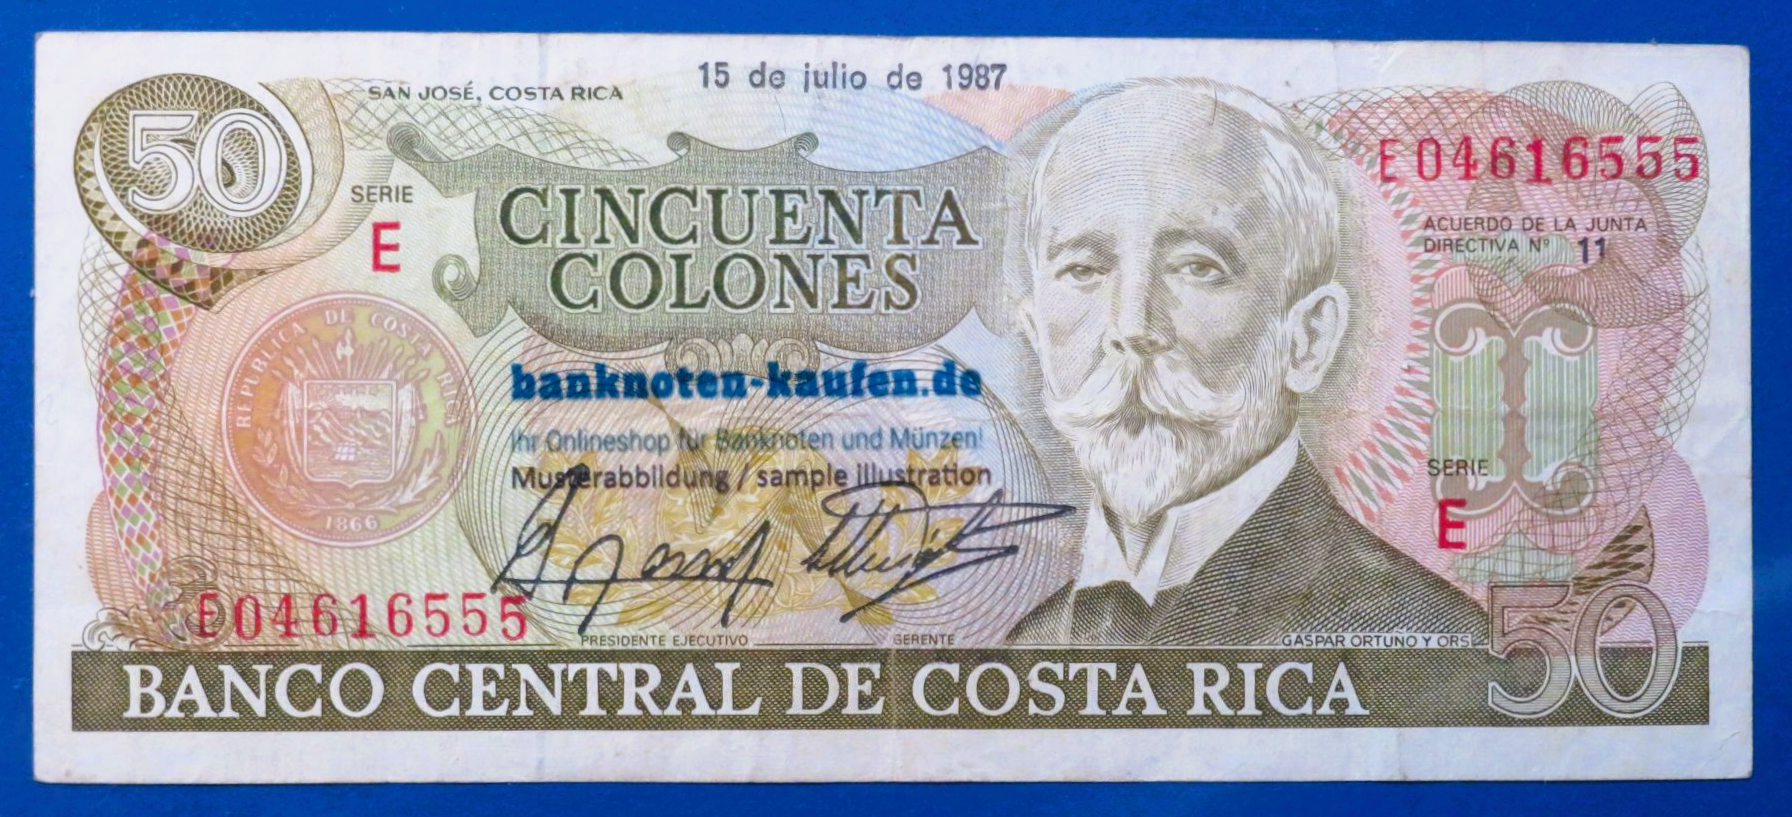 15 de julio de 1987
SAN JOSÉ, COSTA RICA
50
SERIE
E
CINCUENTA
COLONES
E04616555
ACUERDO DE LA JUNTA
DIRECTIVA Nº 11
REPUBLICA DE COSTA RICA
1866
banknoten-kaufen.de
Ihr Onlineshop für Banknoten und Münzen!
Musterabbildung / sample illustration
SERIE
E
E04616555
PRESIDENTE EJECUTIVO
GERENTE
GASPAR ORTUNO Y ORS
50
BANCO CENTRAL DE COSTA RICA